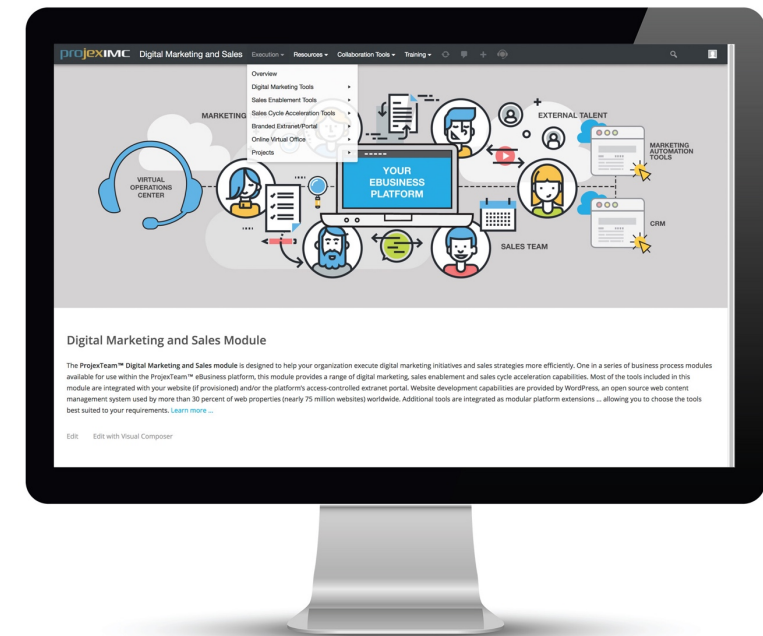 projexIMC Digital Marketing and Sales Execution Resources Collaboration Tools Training
Overview
Digital Marketing Tools
Sales Enablement Tools
Sales Cycle Acceleration Tools
Branded Extranet/Portal
Online Virtual Office
Projects
MARKETING
EXTERNAL TALENT
MARKETING
AUTOMATION
TOOLS
VIRTUAL
OPERATIONS
CENTER
YOUR
EBUSINESS
PLATFORM
CRM
SALES TEAM
Digital Marketing and Sales Module
The ProjexTeam™ Digital Marketing and Sales module is designed to help your organization execute digital marketing initiatives and sales strategies more efficiently. One in a series of business process modules
available for use within the ProjexTeam™ eBusiness platform, this module provides a range of digital marketing, sales enablement and sales cycle acceleration capabilities. Most of the tools included in this
module are integrated with your website (if provisioned) and/or the platform's access-controlled extranet portal. Website development capabilities are provided by WordPress, an open source web content
management system used by more than 30 percent of web properties (nearly 75 million websites) worldwide. Additional tools are integrated as modular platform extensions ... allowing you to choose the tools
best suited to your requirements. Learn more ...
Edit Edit with Visual Composer